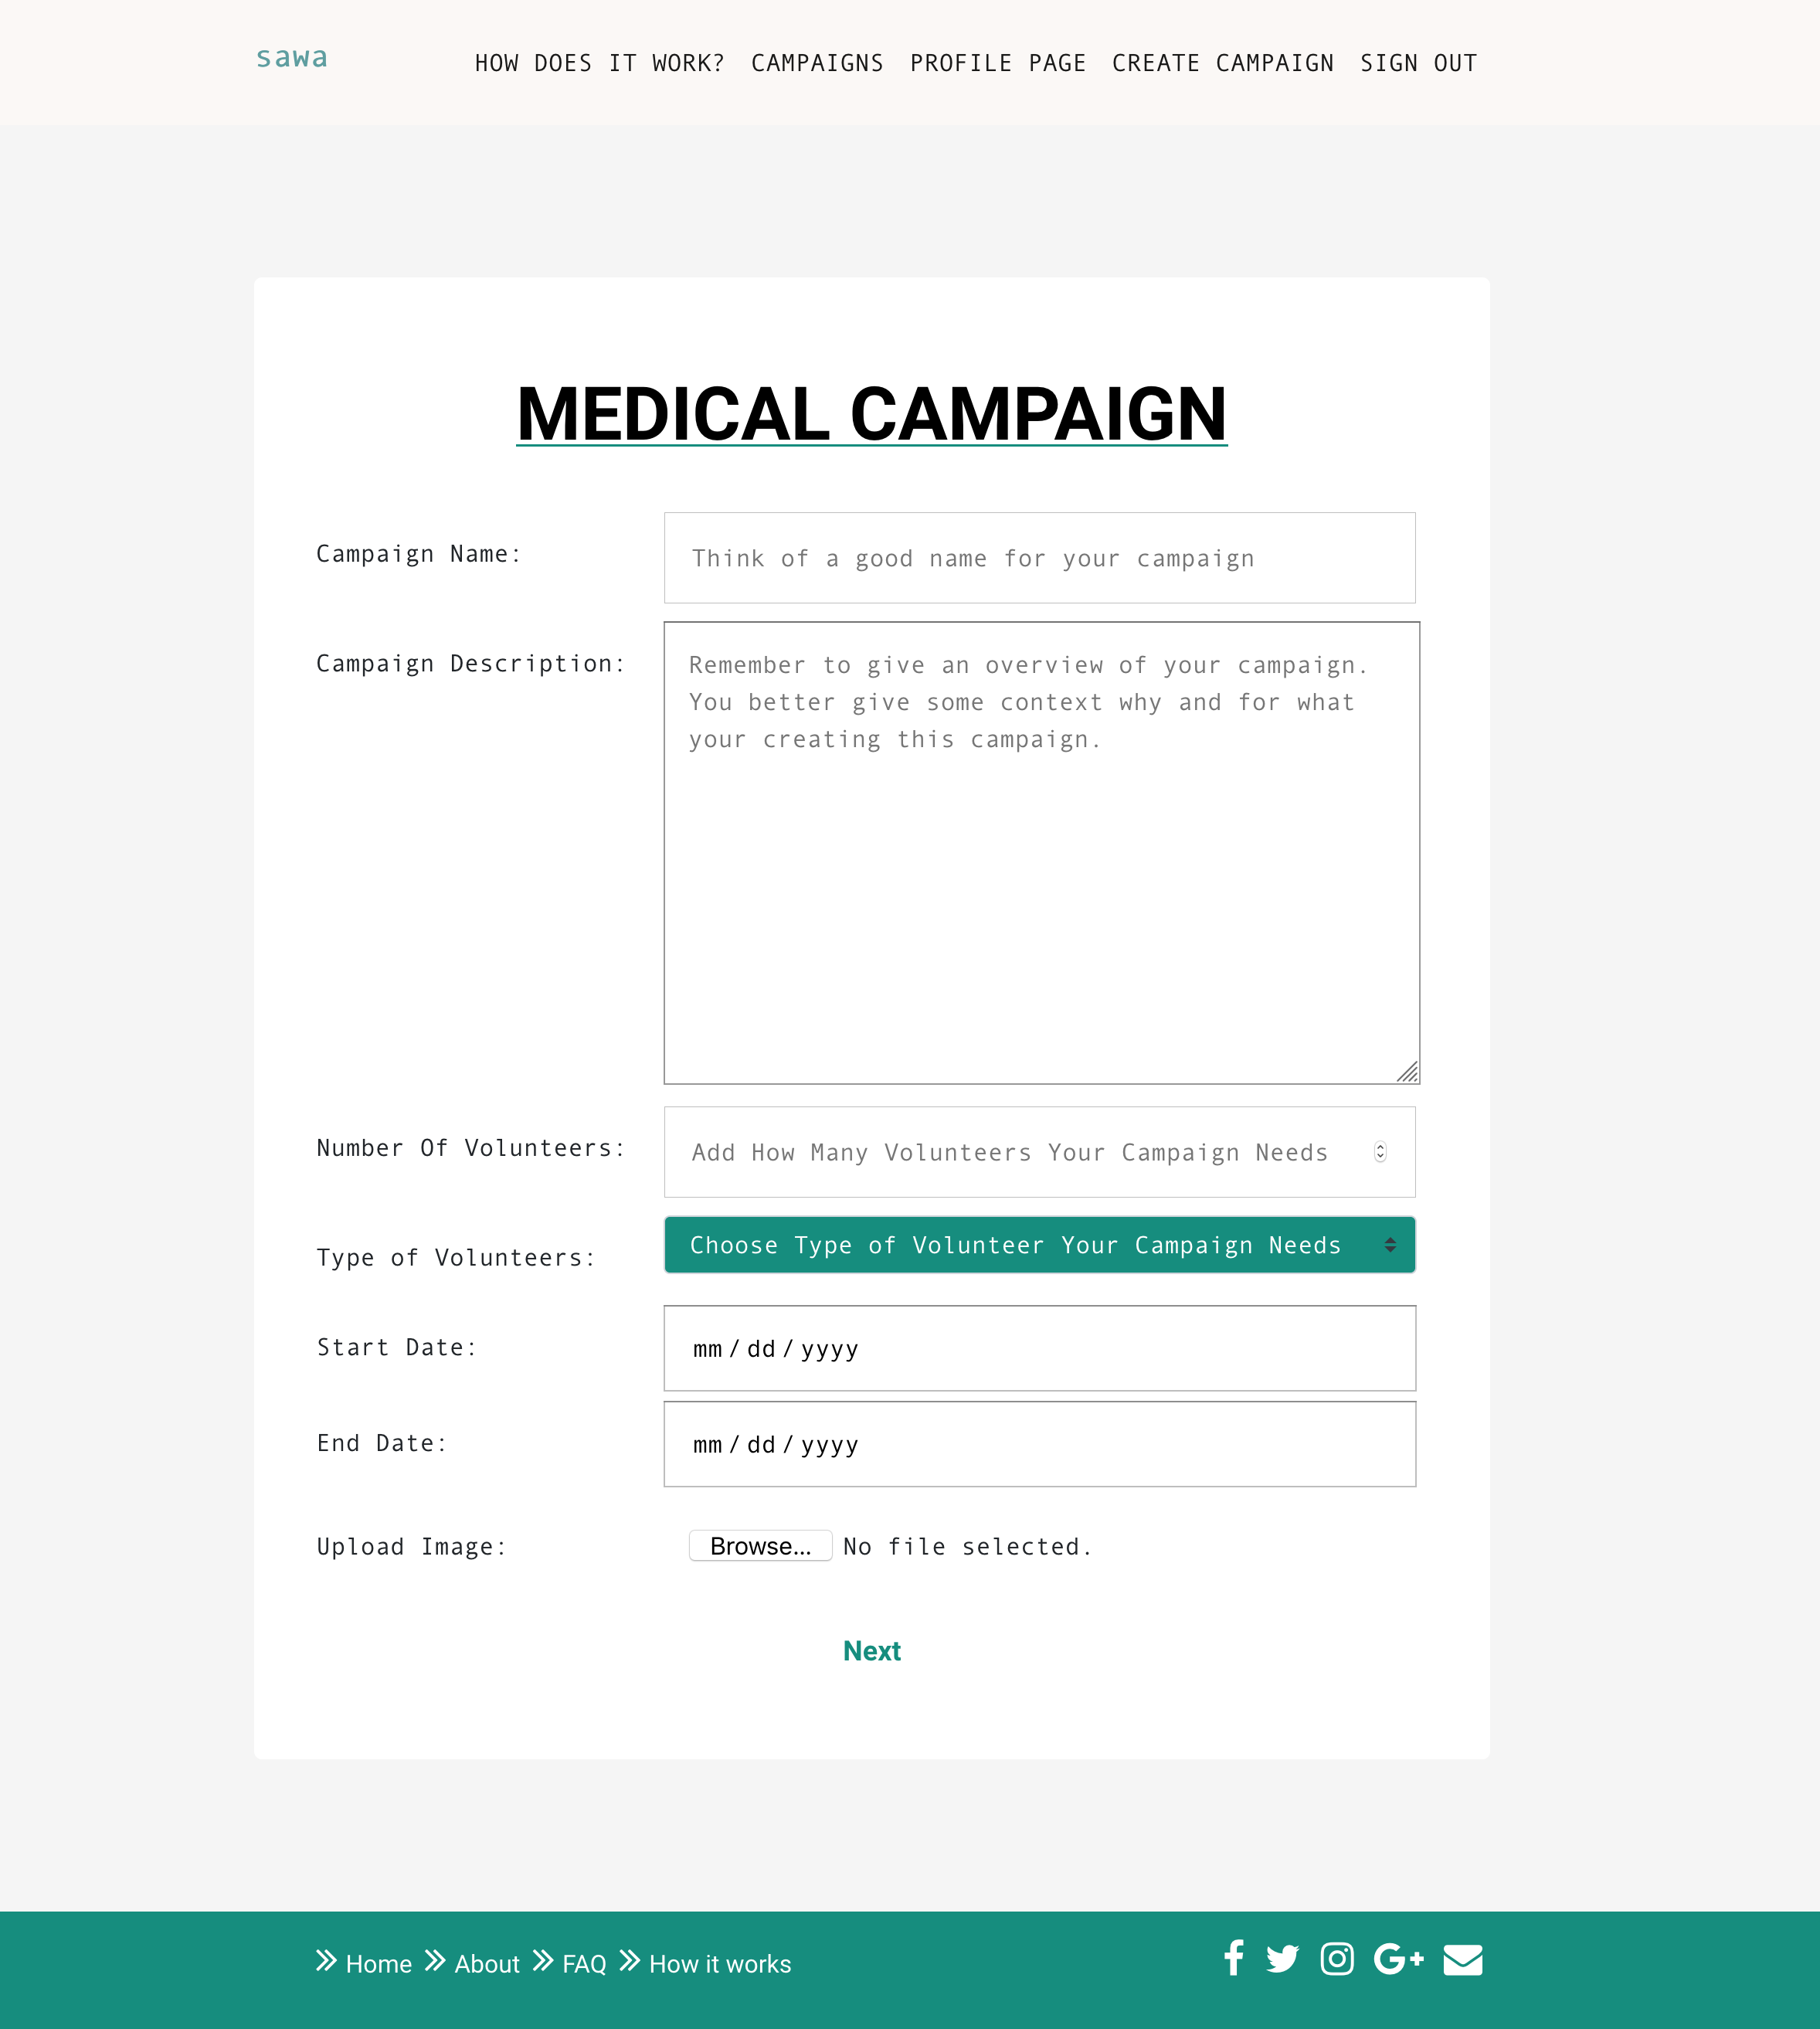 sawa
HOW DOES IT WORK? CAMPAIGNS PROFILE PAGE CREATE CAMPAIGN SIGN OUT
MEDICAL CAMPAIGN
Campaign Name:
Think of a good name for your campaign
Campaign Description:
Remember to give an overview of your campaign.
You better give some context why and for what
your creating this campaign.
Number Of Volunteers:
Add How Many Volunteers Your Campaign Needs
Type of Volunteers:
Choose Type of Volunteer Your Campaign Needs
Start Date:
mm/dd/yyyy
End Date:
mm/dd/yyyy
Upload Image:
Browse... No file selected.
Next
Home About FAQ How it works